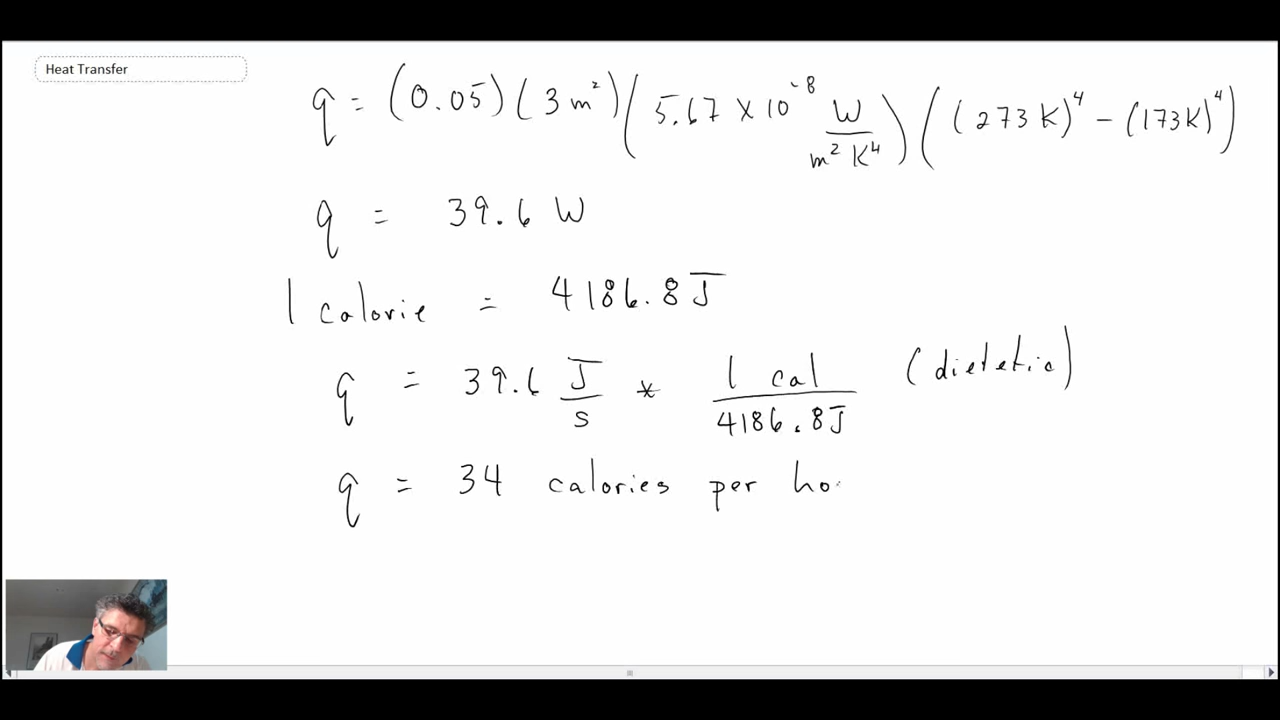 Heat Transfer
q = (0.05)(3 m²)(5.67 × 10⁻⁸ W/m² K⁴)((273 K)⁴ − (173 K)⁴)
q = 39.6 W
1 calorie = 4186.8 J
q = 39.6 J/s * 1 cal/4186.8 J (dietetic)
q = 34 calories per ho